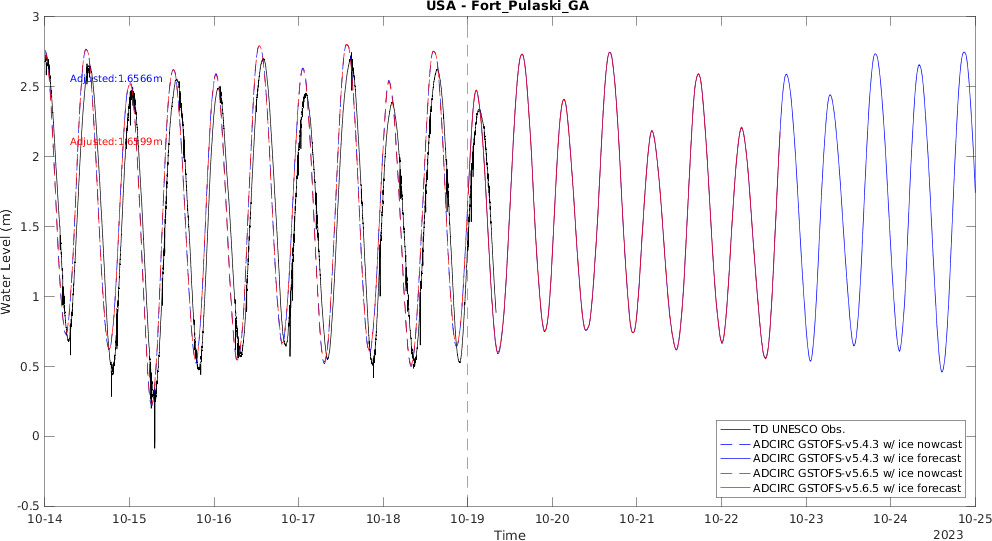 USA - Fort_Pulaski_GA
3
2.5
2
1.5
1
0.5
0
-0.5
Water Level (m)
Adjusted:1.6566m
Adjusted:1.6599m
TD UNESCO Obs.
ADCIRC GSTOFS-v5.4.3 w/ ice nowcast
ADCIRC GSTOFS-v5.4.3 w/ ice forecast
ADCIRC GSTOFS-v5.6.5 w/ ice nowcast
ADCIRC GSTOFS-v5.6.5 w/ ice forecast
10-14 10-15 10-16 10-17 10-18 10-19 10-20 10-21 10-22 10-23 10-24 10-25
Time
2023